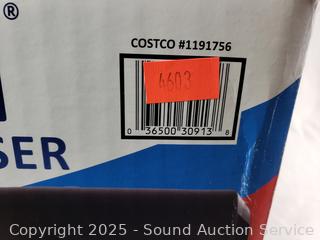 ®
COSTCO #1191756
4603
0 36500 30913 8
SER
Copyright © 2025 - Sound Auction Service